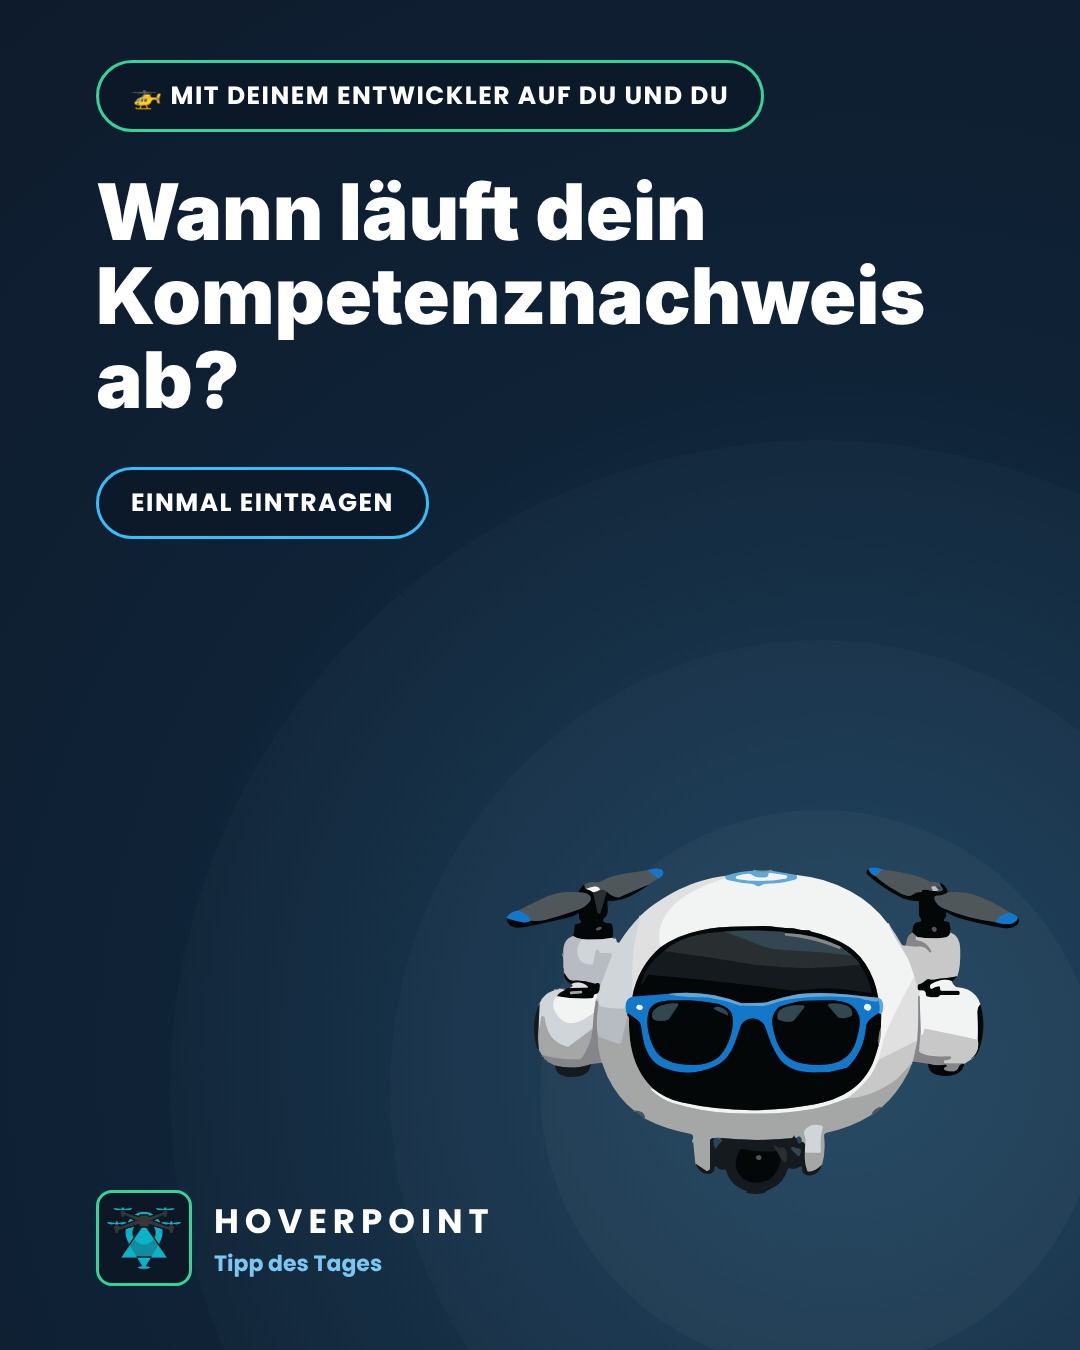 🚁 MIT DEINEM ENTWICKLER AUF DU UND DU
Wann läuft dein
Kompetenznachweis
ab?
EINMAL EINTRAGEN
HOVERPOINT
Tipp des Tages